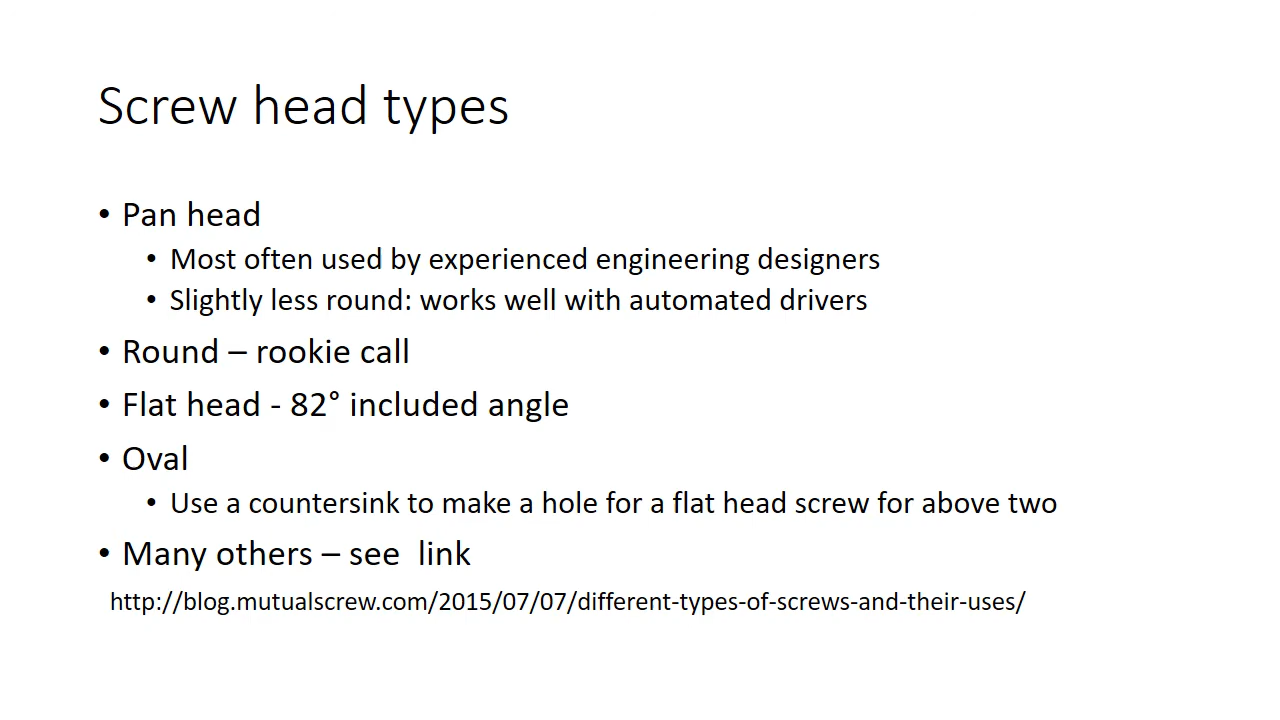 Screw head types
• Pan head
• Most often used by experienced engineering designers
• Slightly less round: works well with automated drivers
• Round – rookie call
• Flat head - 82° included angle
• Oval
• Use a countersink to make a hole for a flat head screw for above two
• Many others – see  link
http://blog.mutualscrew.com/2015/07/07/different-types-of-screws-and-their-uses/